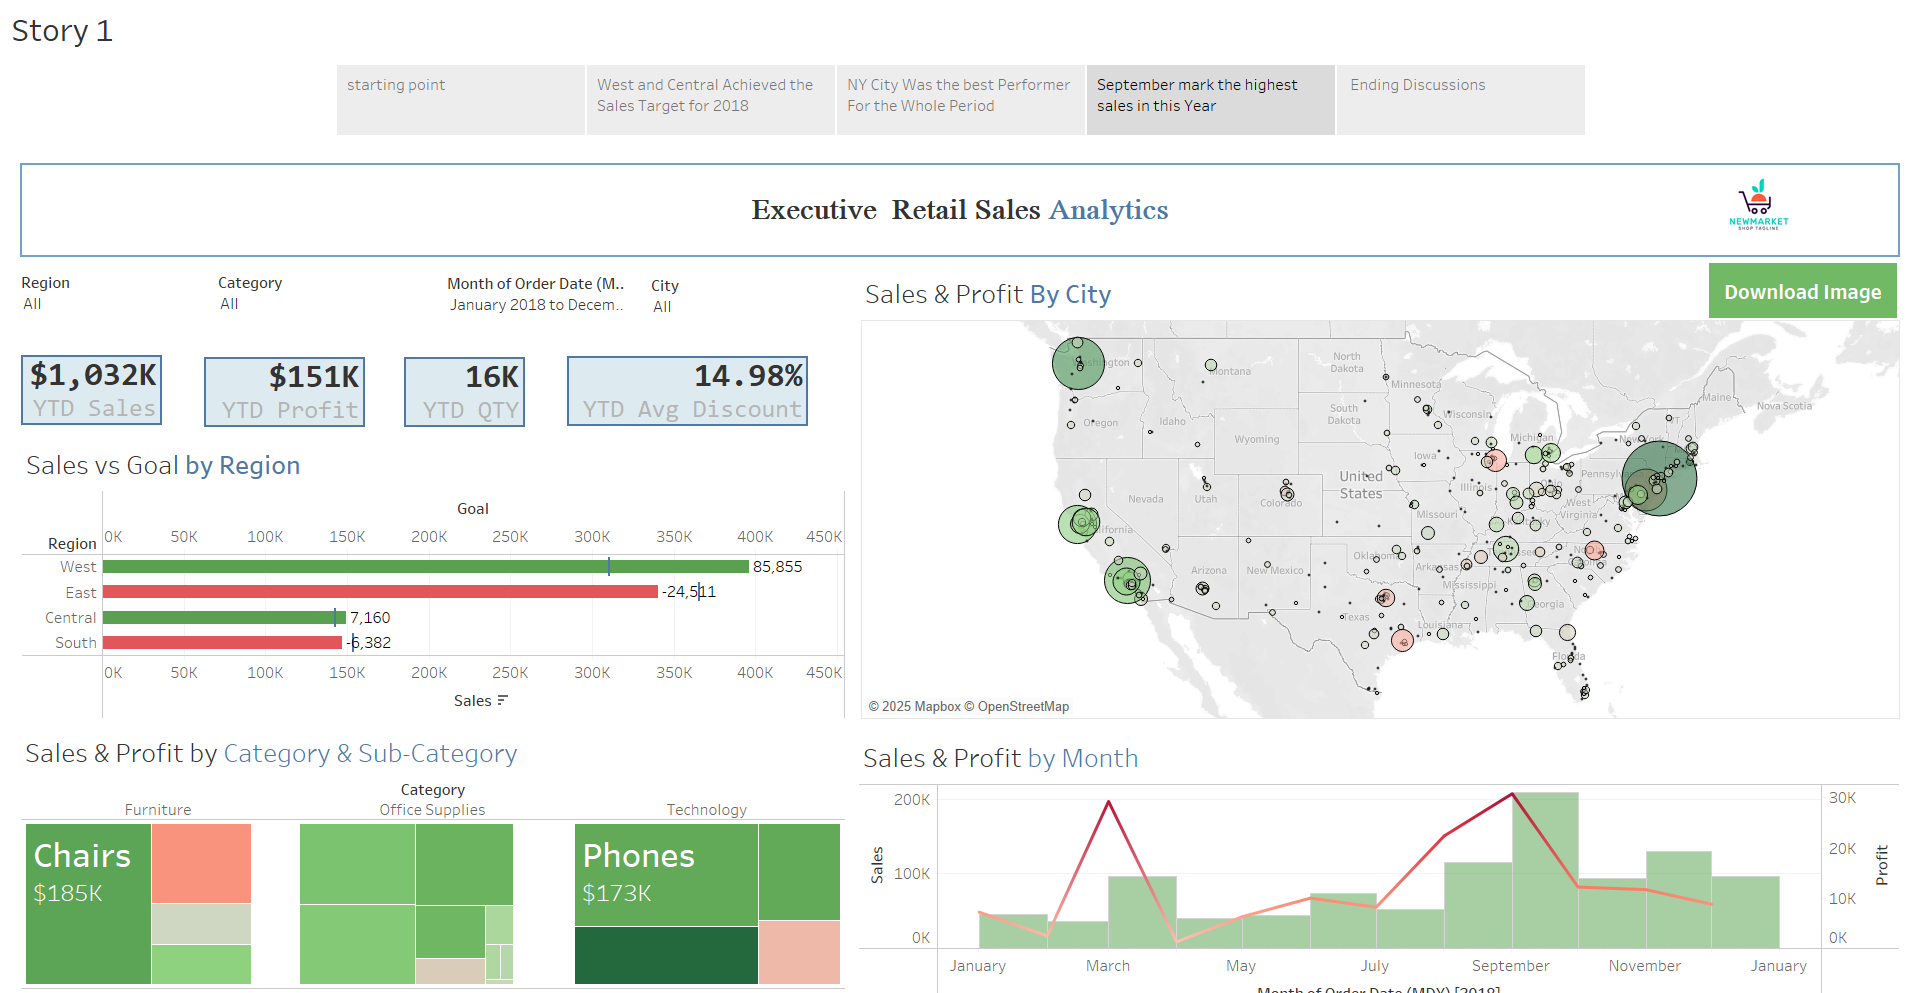 Story 1
starting point
West and Central Achieved the
Sales Target for 2018
NY City Was the best Performer
For the Whole Period
September mark the highest
sales in this Year
Ending Discussions
Executive Retail Sales Analytics
NEWMARKET
SHOP TAGLINE
Region
All
Category
All
Month of Order Date (M..
January 2018 to Decem..
City
All
$1,032K
YTD Sales
$151K
YTD Profit
16K
YTD QTY
14.98%
YTD Avg Discount
Sales & Profit By City
Download Image
Washington
Montana
North
Dakota
Minnesota
Maine
Nova Scotia
Oregon
Idaho
South
Dakota
Wisconsin
Michigan
VT
New York
Wyoming
Iowa
Pennsylv
Nevada
Utah
Colorado
United
States
Illinois
Ohio
West
Virginia
California
Missouri
Kentucky
Arizona
New Mexico
Oklahoma
Arkansas
Tennessee
Mississippi
Georgia
Texas
Louisiana
Florida
© 2025 Mapbox © OpenStreetMap
Sales vs Goal by Region
Goal
Region
0K 50K 100K 150K 200K 250K 300K 350K 400K 450K
West 85,855
East -24,511
Central 7,160
South -6,382
0K 50K 100K 150K 200K 250K 300K 350K 400K 450K
Sales
Sales & Profit by Category & Sub-Category
Category
Furniture Office Supplies Technology
Chairs
$185K
Phones
$173K
Sales & Profit by Month
Sales
200K
100K
0K
30K
20K
10K
0K
Profit
January March May July September November January
Month of Order Date (MDY) [2018]